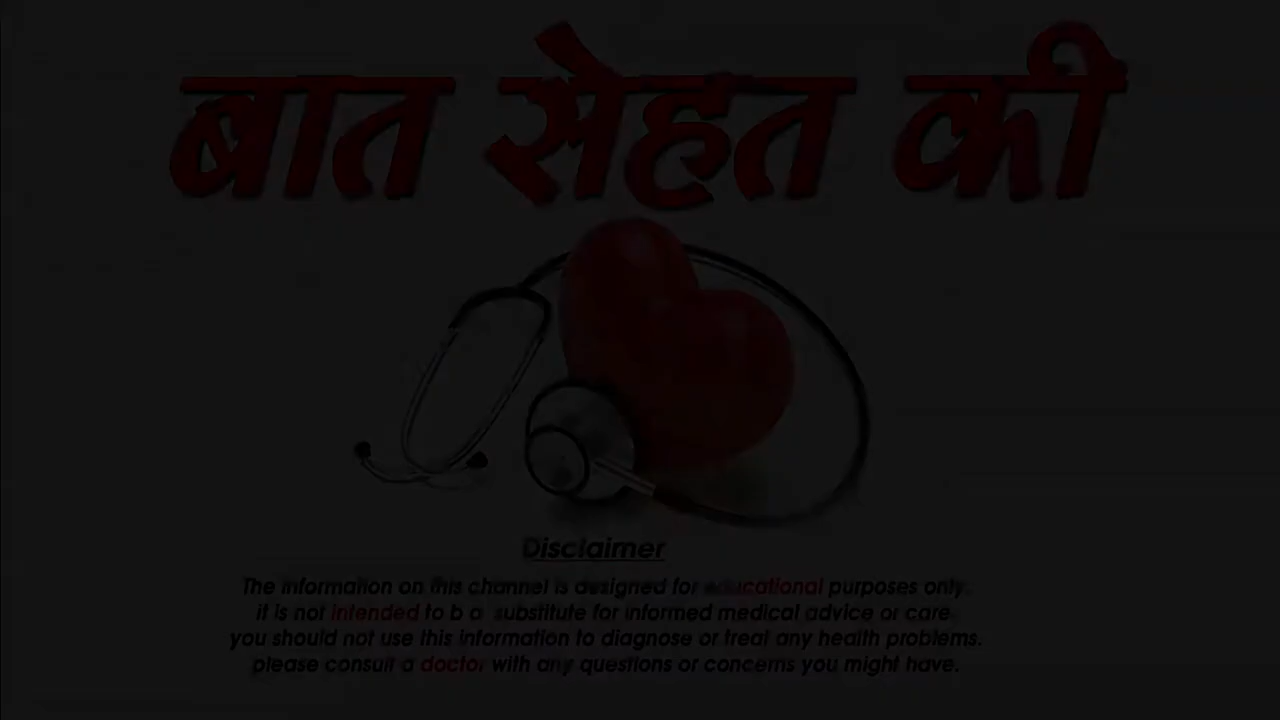 बात सेहत की
Disclaimer
The information on this channel is designed for educational purposes only.
it is not intended to b a substitute for informed medical advice or care.
you should not use this information to diagnose or treat any health problems.
please consult a doctor with any questions or concerns you might have.